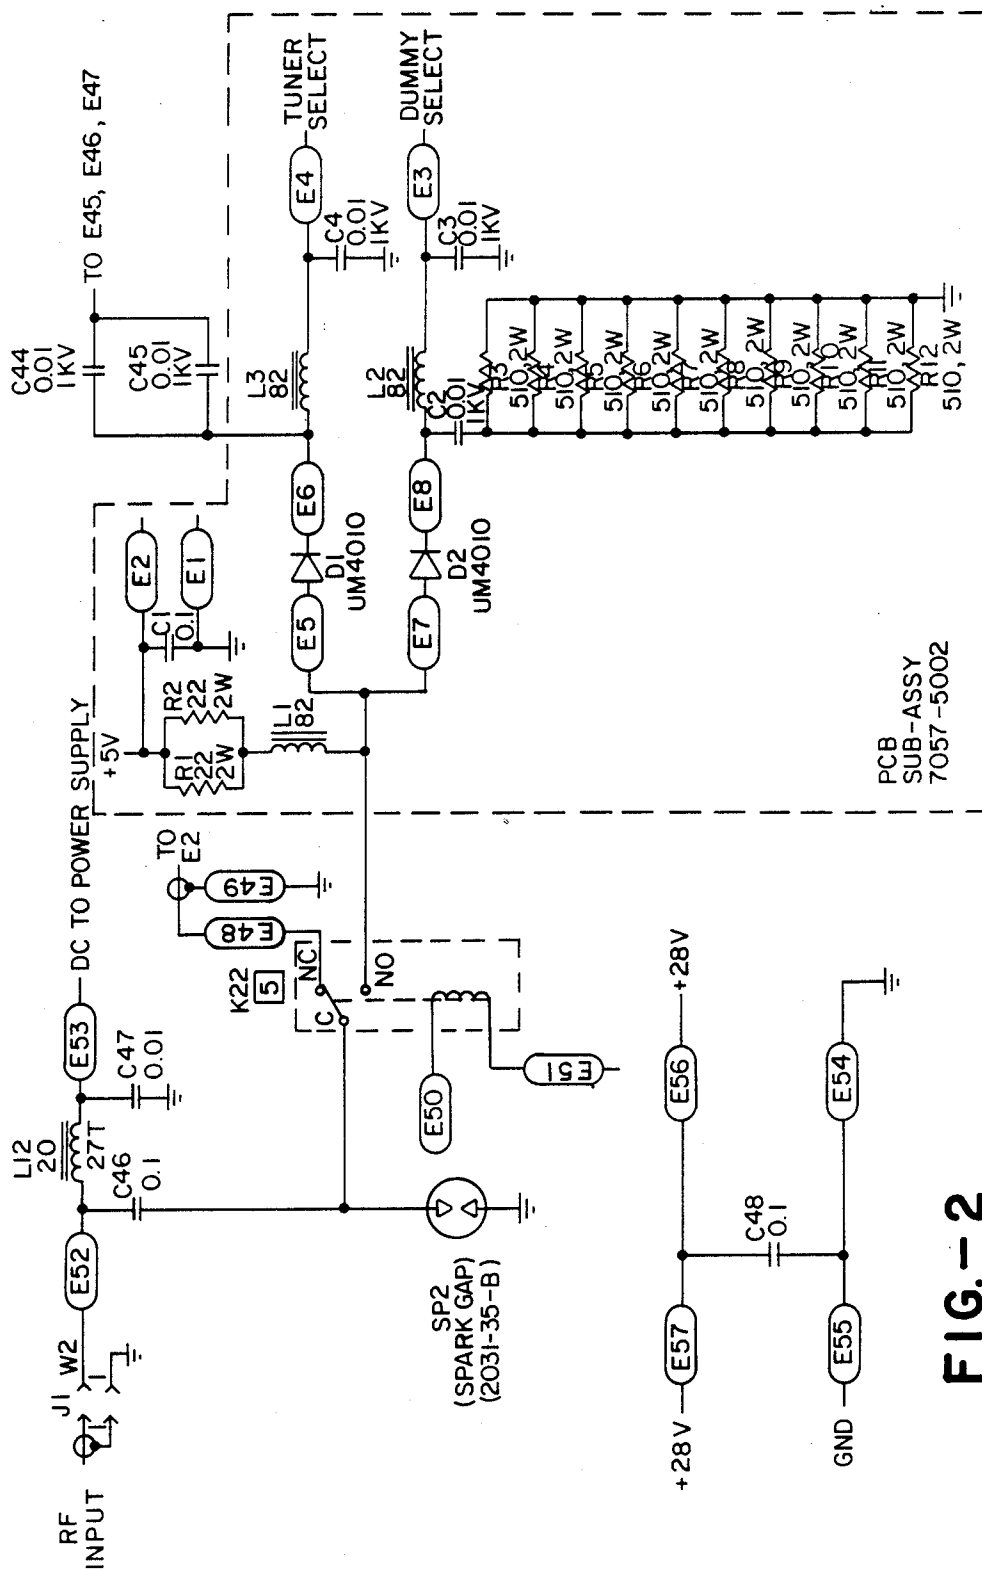 RF
INPUT
J1
1
1
W2
E52
L12
20
27T
C46
0.1
C47
0.01
E53
DC TO POWER SUPPLY
K22
5
C
NC
NO
E48
E49
TO
E2
E50
E51
SP2
(SPARK GAP)
(2031-35-B)
+28V
E57
E56
+28V
C48
0.1
GND
E55
E54
+5V
R1
22
2W
R2
22
2W
L1
82
C1
0.1
E2
E1
E5
D1
UM4010
E6
E7
D2
UM4010
E8
C44
0.01
1KV
C45
0.01
1KV
TO E45, E46, E47
L3
82
C4
0.01
1KV
E4
TUNER
SELECT
L2
82
C2
0.01
1KV
C3
0.01
1KV
E3
DUMMY
SELECT
R3
510, 2W
R4
510, 2W
R5
510, 2W
R6
510, 2W
R7
510, 2W
R8
510, 2W
R9
510, 2W
R10
510, 2W
R11
510, 2W
R12
510, 2W
PCB
SUB-ASSY
7057-5002
FIG.-2